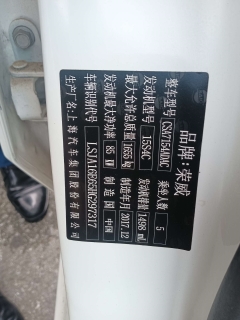 品牌:荣威
整车型号:CSA7154MDXC 乘坐人数 5
发动机型号 15S4C 发动机排量 1498 mL
最大允许总质量 1665 kg 制造年月 2017.12
发动机最大净功率 85 kW 制造国 中国
车辆识别代号 LSJA16E6SHG297317
生产厂名:上海汽车集团股份有限公司